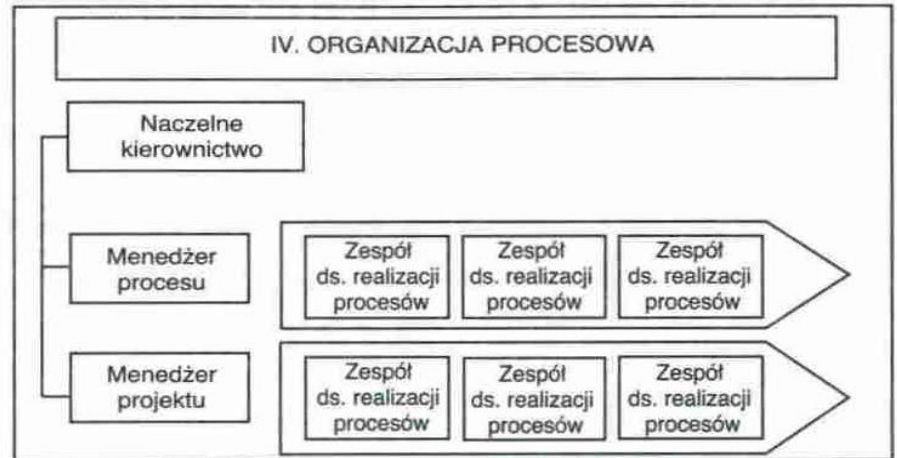 IV. ORGANIZACJA PROCESOWA
Naczelne
kierownictwo
Menedżer
procesu
Zespół
ds. realizacji
procesów
Zespół
ds. realizacji
procesów
Zespół
ds. realizacji
procesów
Menedżer
projektu
Zespół
ds. realizacji
procesów
Zespół
ds. realizacji
procesów
Zespół
ds. realizacji
procesów